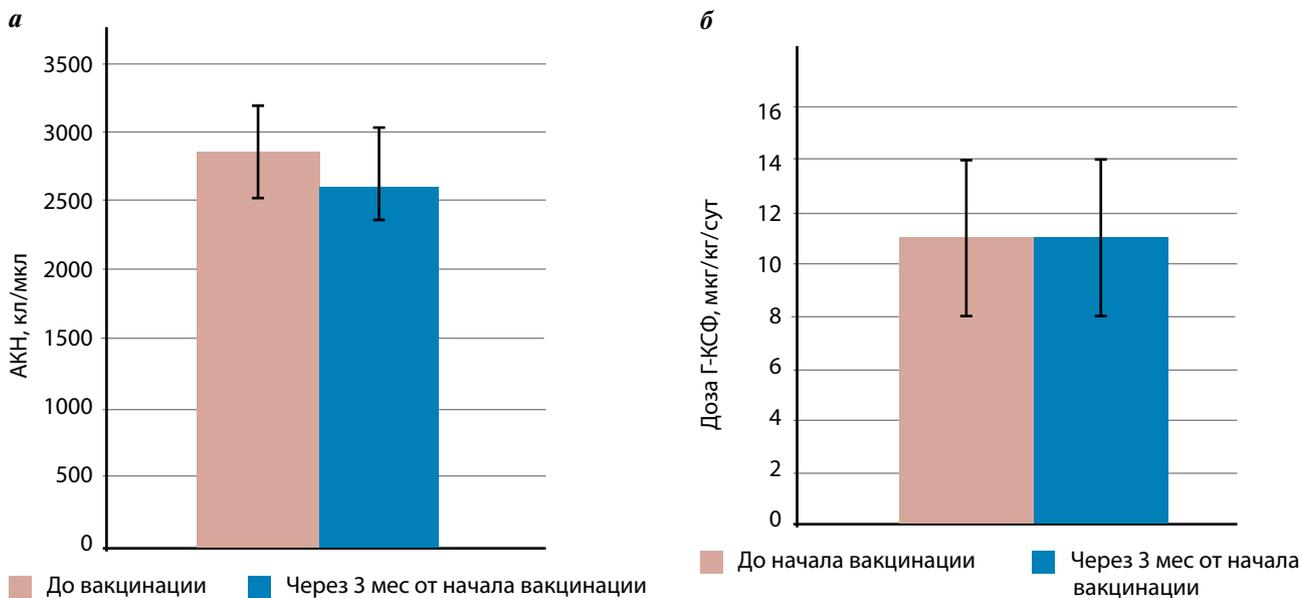 а
3500
3000
2500
2000
1500
1000
500
0
АКН, кл/мкл
До вакцинации
Через 3 мес от начала вакцинации
б
16
14
12
10
8
6
4
2
0
Доза Г-КСФ, мкг/кг/сут
До начала вакцинации
Через 3 мес от начала
вакцинации